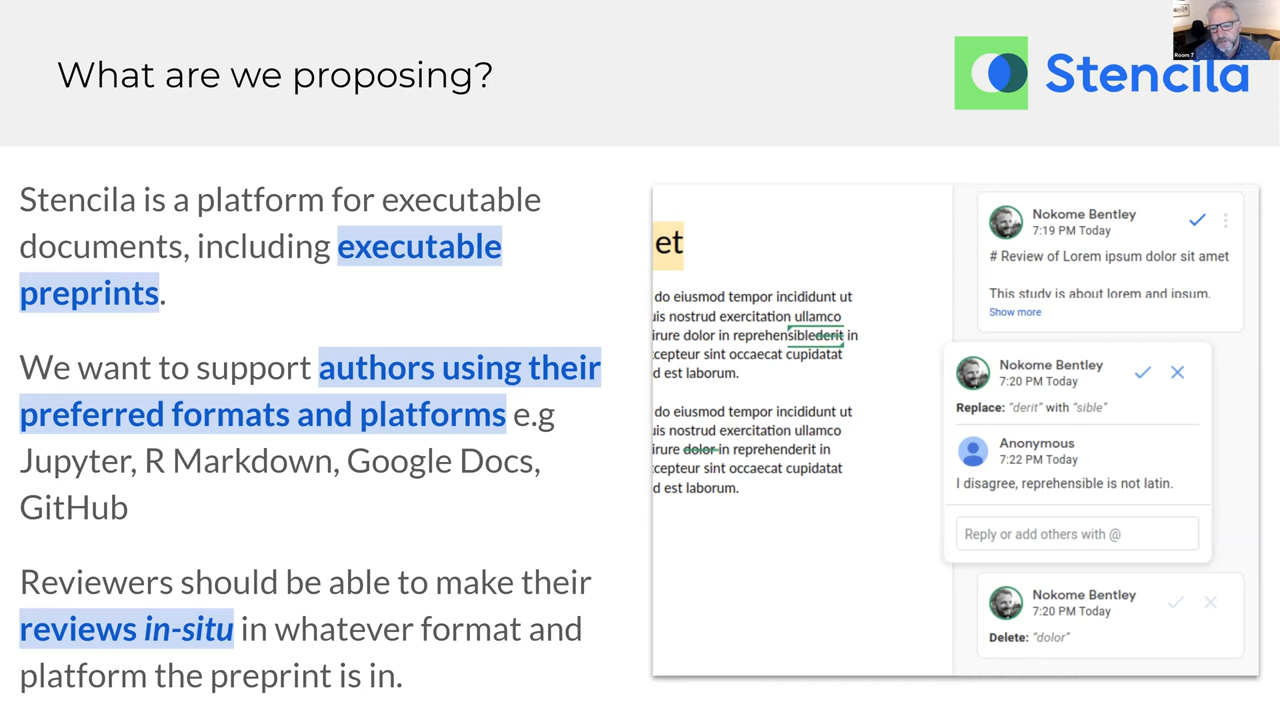 What are we proposing?
Room T
Stencila
Stencila is a platform for executable
documents, including executable
preprints.
We want to support authors using their
preferred formats and platforms e.g
Jupyter, R Markdown, Google Docs,
GitHub
Reviewers should be able to make their
reviews in-situ in whatever format and
platform the preprint is in.
et
do eiusmod tempor incididunt ut
uis nostrud exercitation ullamco
irure dolor in reprehensiblederit in
cepteur sint occaecat cupidatat
d est laborum.
do eiusmod tempor incididunt ut
uis nostrud exercitation ullamco
irure dolor in reprehenderit in
cepteur sint occaecat cupidatat
d est laborum.
Nokome Bentley
7:19 PM Today
# Review of Lorem ipsum dolor sit amet
This study is about lorem and ipsum.
Show more
Nokome Bentley
7:20 PM Today
Replace: "derit" with "sible"
Anonymous
7:22 PM Today
I disagree, reprehensible is not latin.
Reply or add others with @
Nokome Bentley
7:20 PM Today
Delete: "dolor"